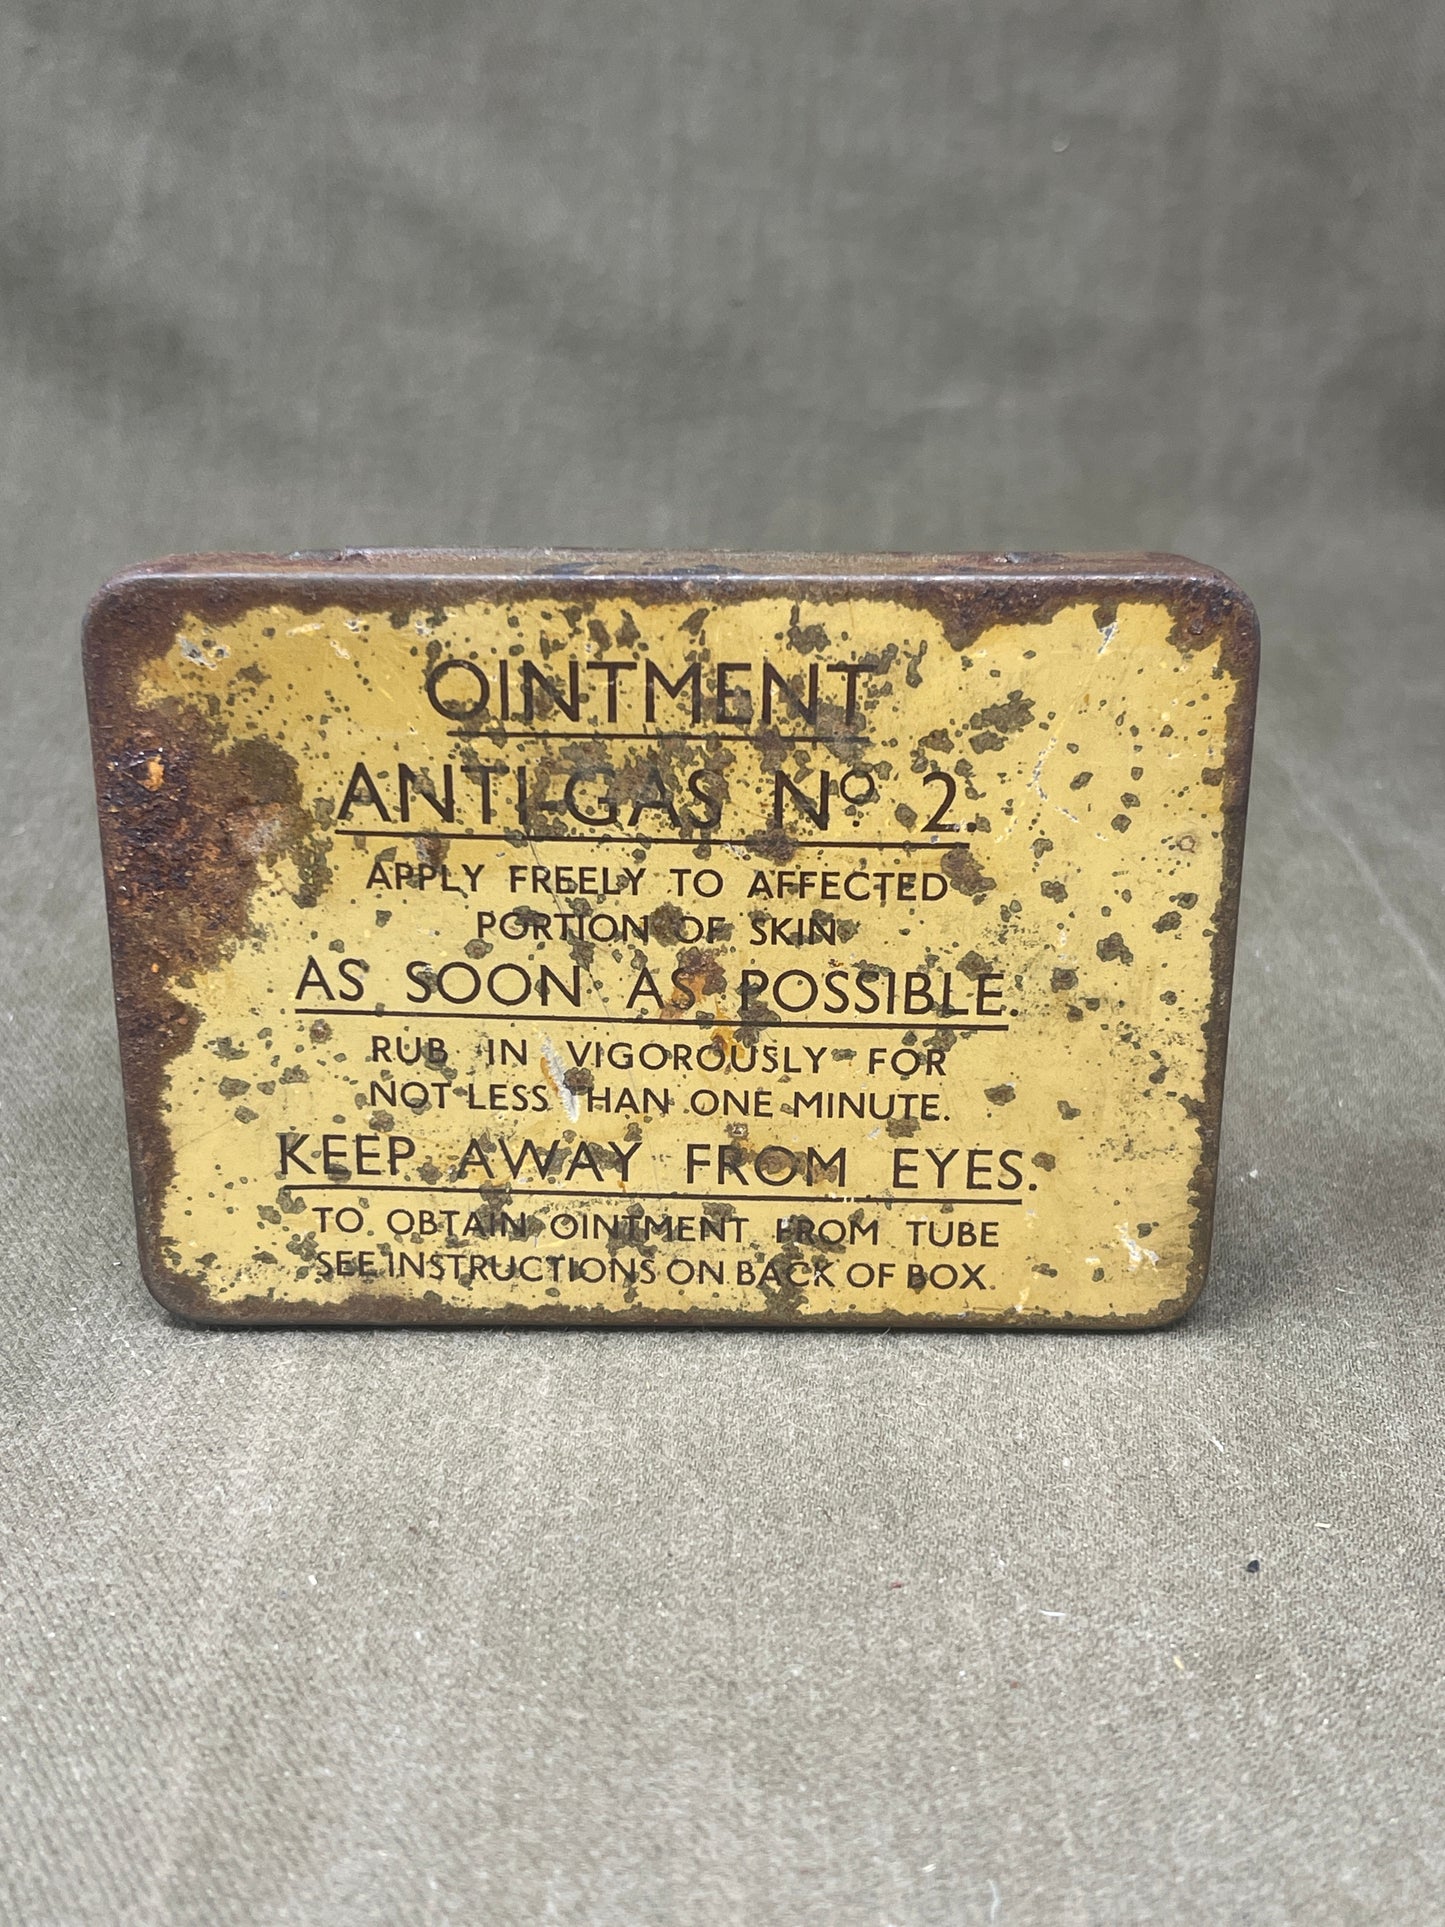 OINTMENT
ANTI-GAS Nº 2.
APPLY FREELY TO AFFECTED
PORTION OF SKIN
AS SOON AS POSSIBLE.
RUB IN VIGOROUSLY FOR
NOT LESS THAN ONE MINUTE.
KEEP AWAY FROM EYES.
TO OBTAIN OINTMENT FROM TUBE
SEE INSTRUCTIONS ON BACK OF BOX.